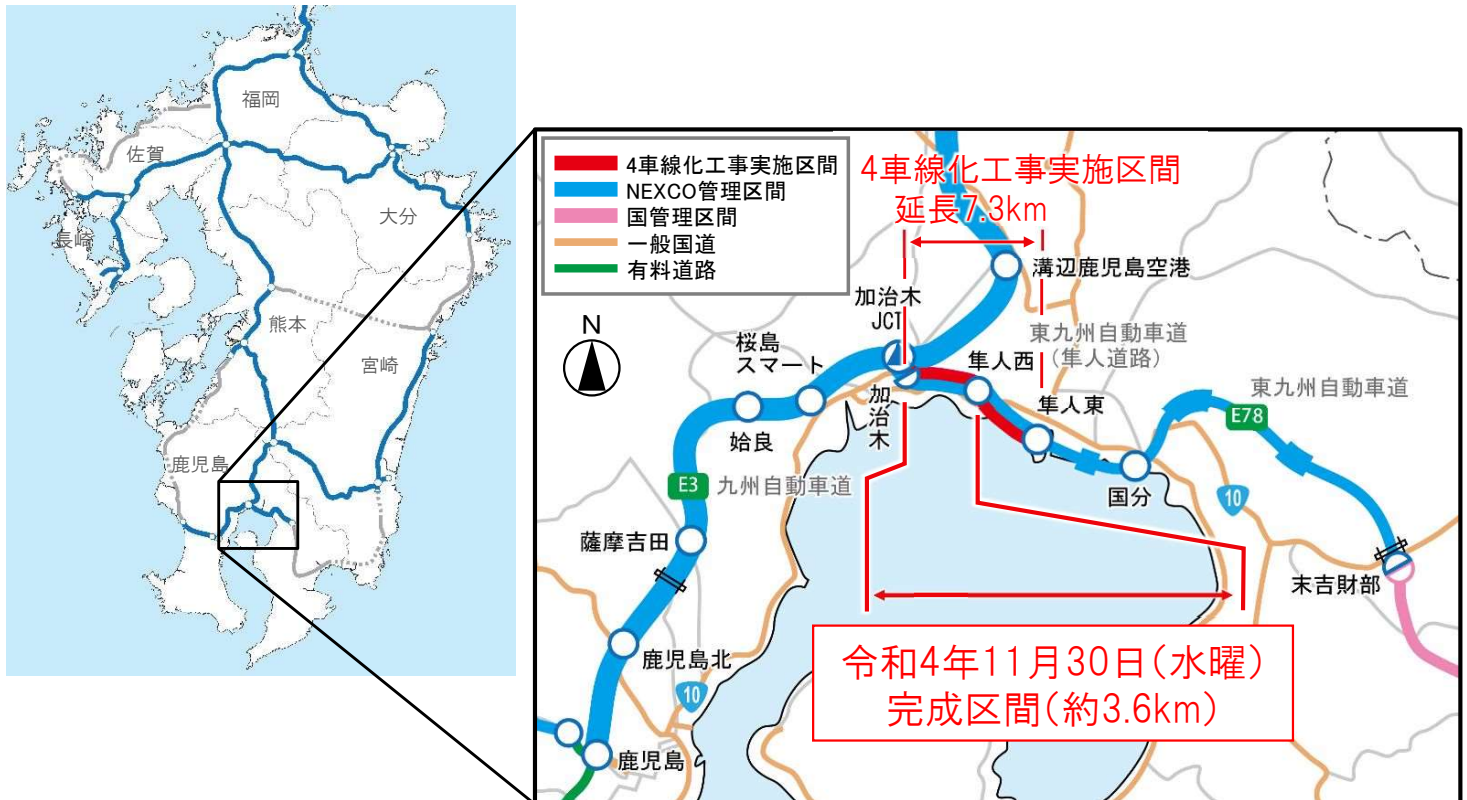 福岡
佐賀
大分
長崎
熊本
宮崎
鹿児島
4車線化工事実施区間
NEXCO管理区間
国管理区間
一般国道
有料道路
4車線化工事実施区間
延長7.3km
N
溝辺鹿児島空港
加治木
JCT
東九州自動車道
(隼人道路)
桜島
スマート
隼人西
加治木
隼人東
東九州自動車道
E78
姶良
E3
九州自動車道
国分
10
薩摩吉田
末吉財部
鹿児島北
10
鹿児島
令和4年11月30日(水曜)
完成区間(約3.6km)